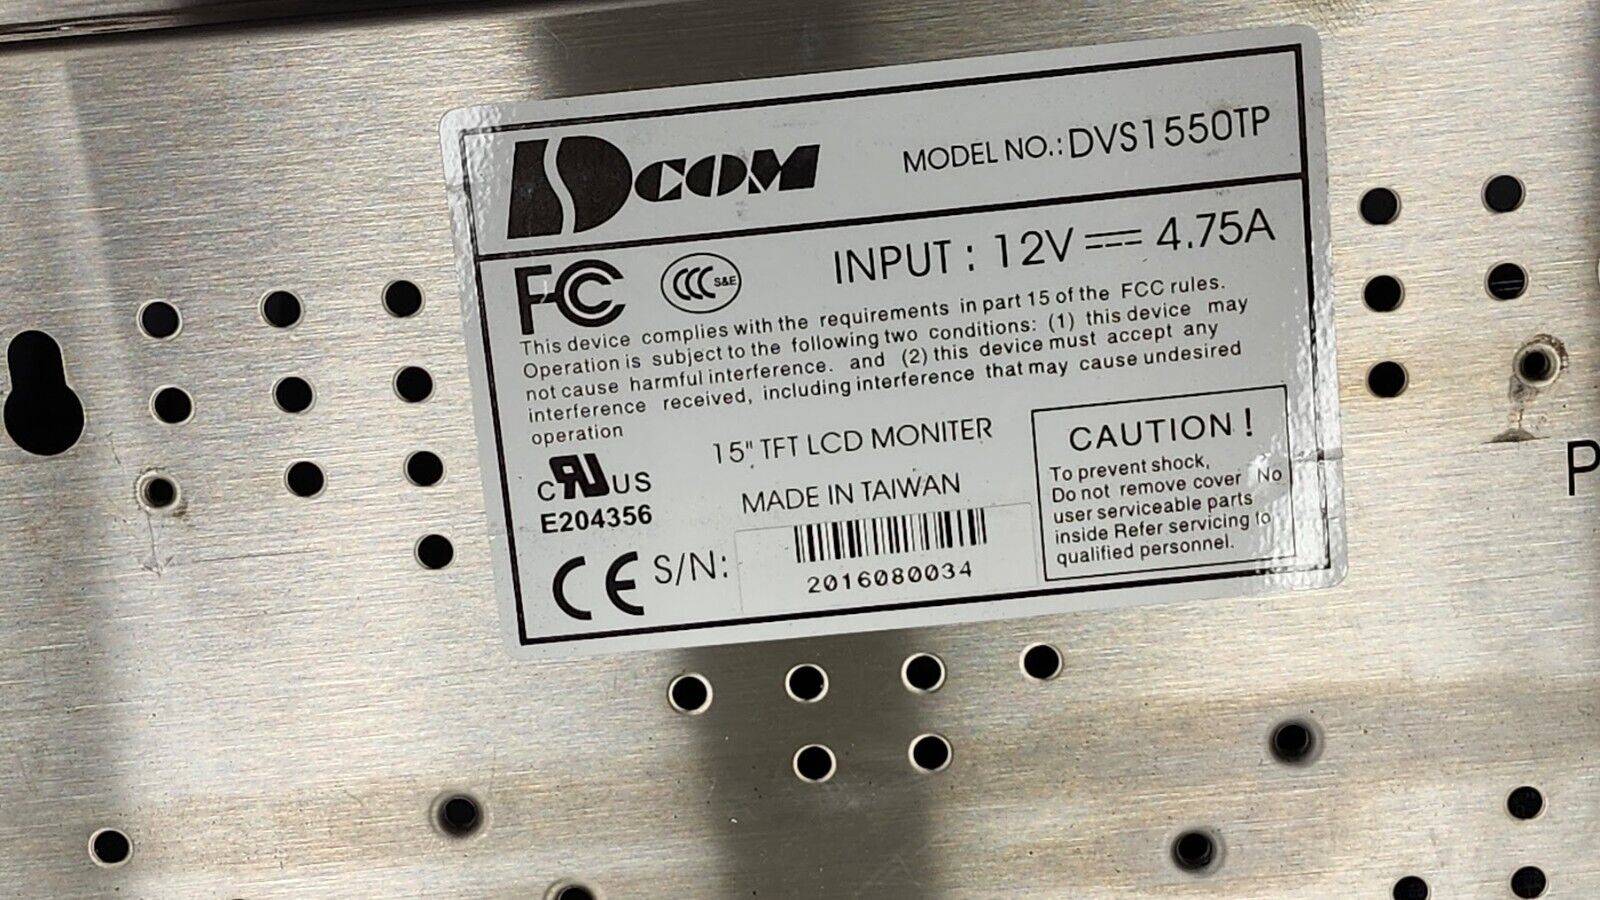 DCOM
MODEL NO.: DVS1550TP
FCC
CCC S&E
INPUT : 12V 4.75A
This device complies with the requirements in part 15 of the FCC rules.
Operation is subject to the following two conditions: (1) this device may
not cause harmful interference. and (2) this device must accept any
interference received, including interference that may cause undesired
operation
15" TFT LCD MONITER
MADE IN TAIWAN
C RU US
E204356
CE
S/N:
2016080034
CAUTION !
To prevent shock,
Do not remove cover No
user serviceable parts
inside Refer servicing to
qualified personnel.
P